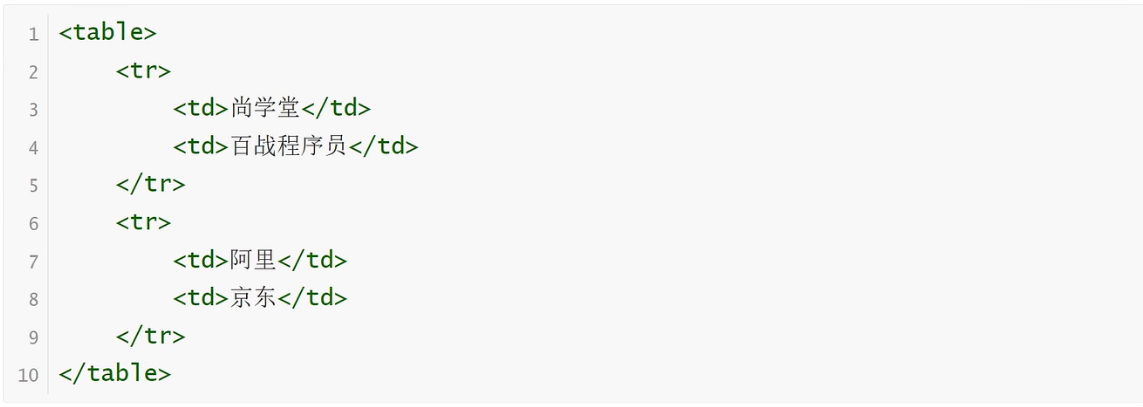 1 <table>
2     <tr>
3         <td>尚学堂</td>
4         <td>百战程序员</td>
5     </tr>
6     <tr>
7         <td>阿里</td>
8         <td>京东</td>
9     </tr>
10 </table>